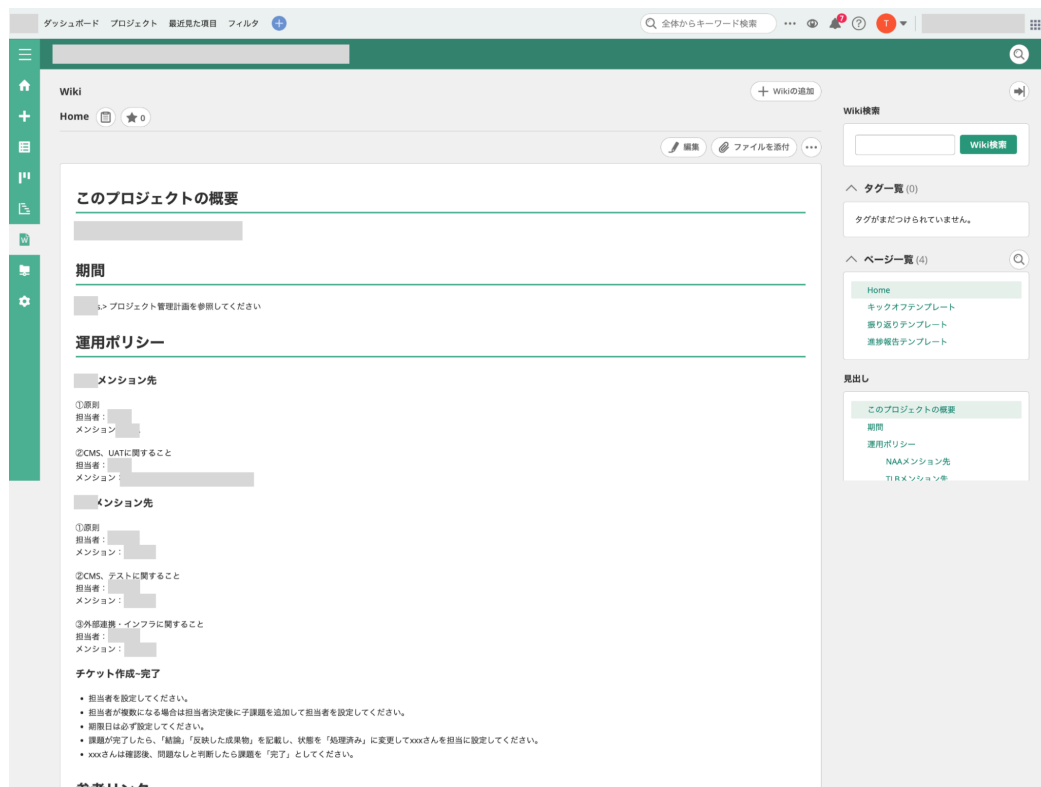 ダッシュボード プロジェクト 最近見た項目 フィルタ
全体からキーワード検索
7
T
Wiki
Wikiの追加
Home
0
編集 ファイルを添付
このプロジェクトの概要
期間
> プロジェクト管理計画を参照してください
運用ポリシー
メンション先
①原則
担当者：
メンション
②CMS、UATに関すること
担当者：
メンション：
メンション先
①原則
担当者：
メンション：
②CMS、テストに関すること
担当者：
メンション：
③外部連携・インフラに関すること
担当者：
メンション：
チケット作成~完了
• 担当者を設定してください。
• 担当者が複数になる場合は担当者決定後に子課題を追加して担当者を設定してください。
• 期限日は必ず設定してください。
• 課題が完了したら、「結論」「反映した成果物」を記載し、状態を「処理済み」に変更してxxxさんを担当に設定してください。
• xxxさんは確認後、問題なしと判断したら課題を「完了」としてください。
参考リンク
Wiki検索
Wiki検索
タグ一覧 (0)
タグがまだつけられていません。
ページ一覧 (4)
Home
キックオフテンプレート
振り返りテンプレート
進捗報告テンプレート
見出し
このプロジェクトの概要
期間
運用ポリシー
NAAメンション先
TLBメンション先